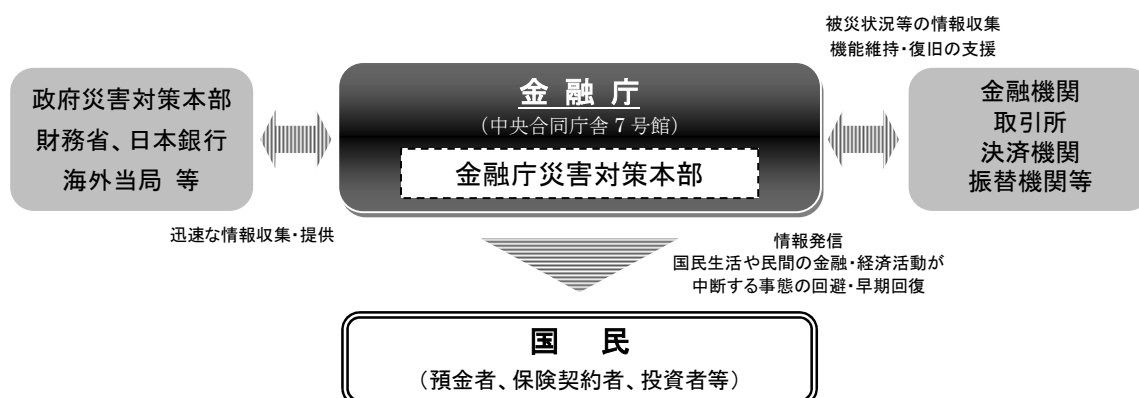 被災状況等の情報収集
機能維持・復旧の支援
政府災害対策本部
財務省、日本銀行
海外当局 等
金 融 庁
（中央合同庁舎 7 号館）
金融庁災害対策本部
金融機関
取引所
決済機関
振替機関等
迅速な情報収集・提供
情報発信
国民生活や民間の金融・経済活動が
中断する事態の回避・早期回復
国 民
（預金者、保険契約者、投資者等）